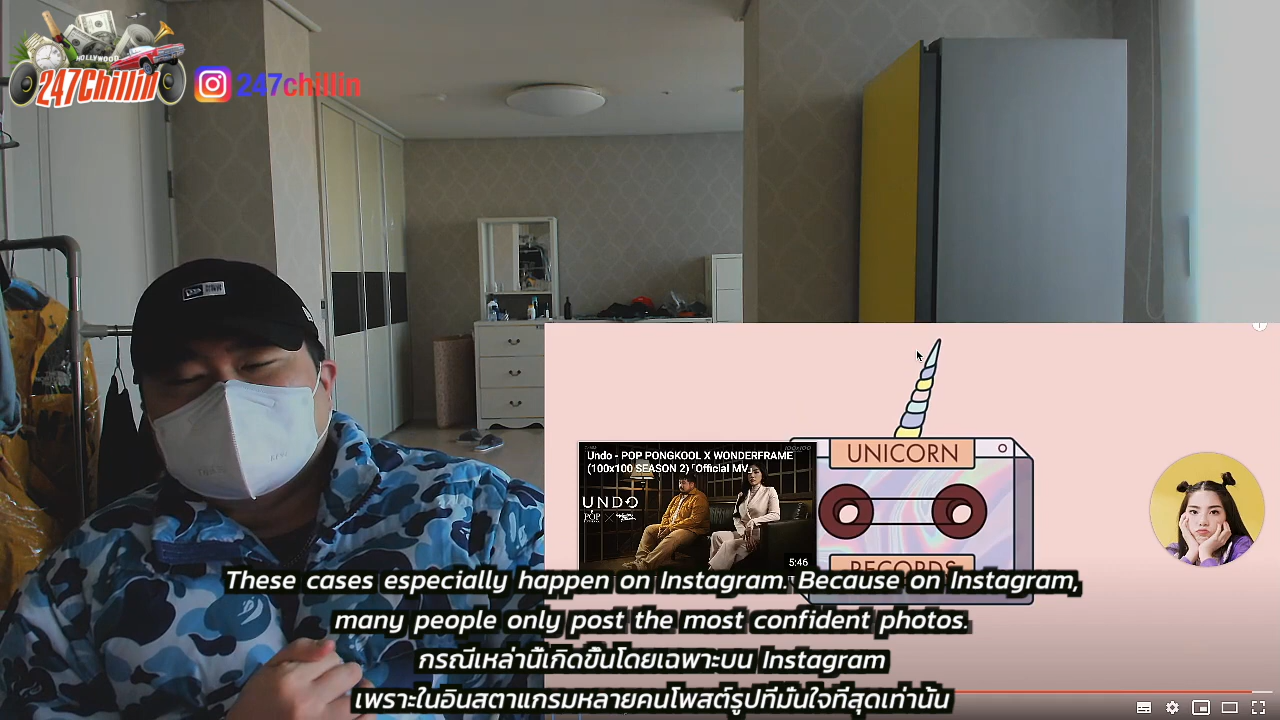 HOLLYWOOD
247Chillin
247chillin
UNICORN
Undo - POP PONGKOOL X WONDERFRAME
(100x100 SEASON 2) 「Official MV...
UNDO
POP X
5:46
RECORDS
These cases especially happen on Instagram. Because on Instagram,
many people only post the most confident photos.
กรณีเหล่านี้เกิดขึ้นโดยเฉพาะบน Instagram
เพราะในอินสตาแกรมหลายคนโพสต์รูปที่มั่นใจที่สุดเท่านั้น